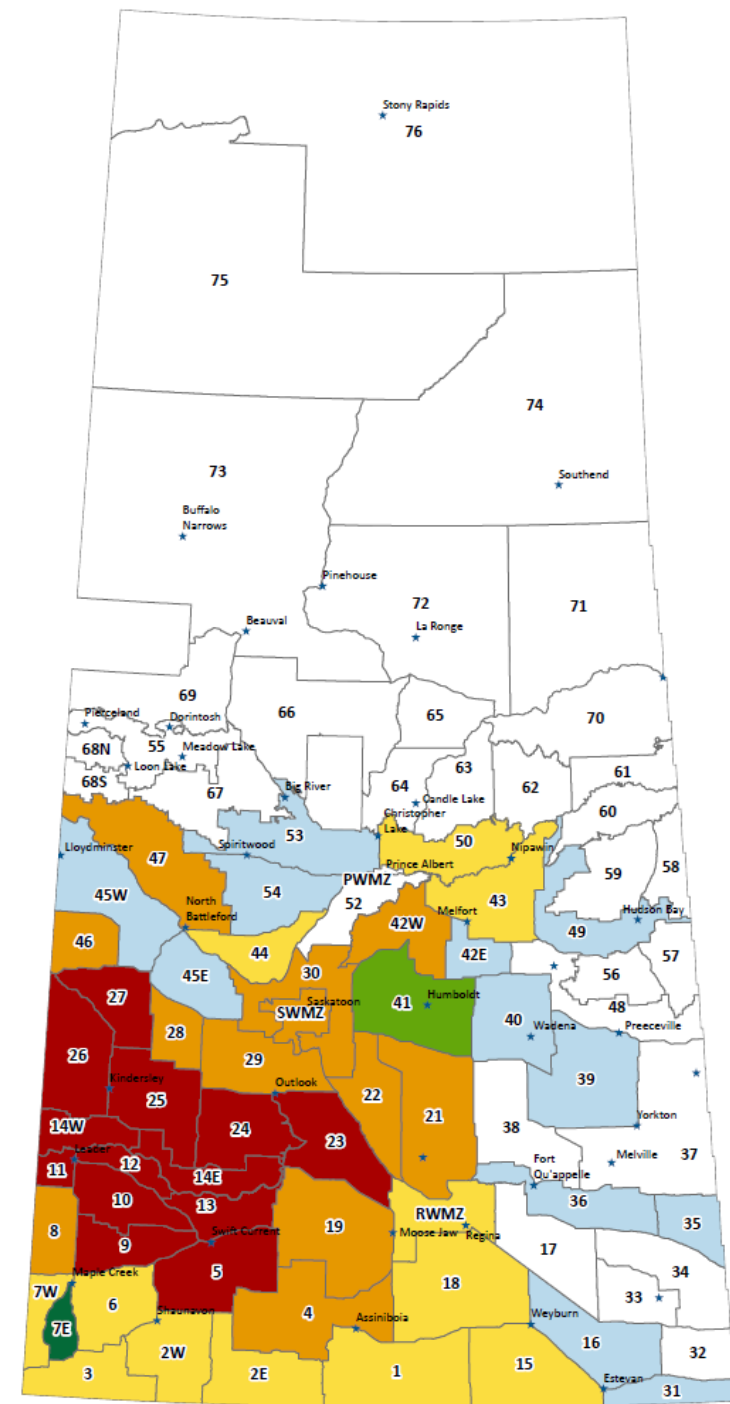 Stony Rapids
76
75
74
73
Southend
Buffalo
Narrows
Pinehouse
72
71
Beauval
La Ronge
69
66
65
70
Pierceland
Dorintosh
68N
55
Meadow Lake
Loon Lake
63
61
68S
67
Big River
64
62
Candle Lake
60
Christopher
Lake
53
50
47
Lloydminster
Spiritwood
Prince Albert
Nipawin
59
58
45W
54
PWMZ
52
43
North
Battleford
42W
Melfort
49
Hudson Bay
44
42E
57
46
45E
30
56
27
41
Humboldt
48
SWMZ
Saskatoon
40
Wadena
Preeceville
28
29
26
39
Kindersley
Outlook
25
22
21
24
23
38
Yorkton
14W
Leader
12
Fort
Qu'appelle
Melville
37
11
14E
10
13
36
RWMZ
35
8
19
Moose Jaw
Regina
9
Swift Current
17
5
34
Maple Creek
7W
6
18
33
Shaunavon
4
Assiniboia
Weyburn
7E
16
2W
32
3
2E
1
15
Estevan
31